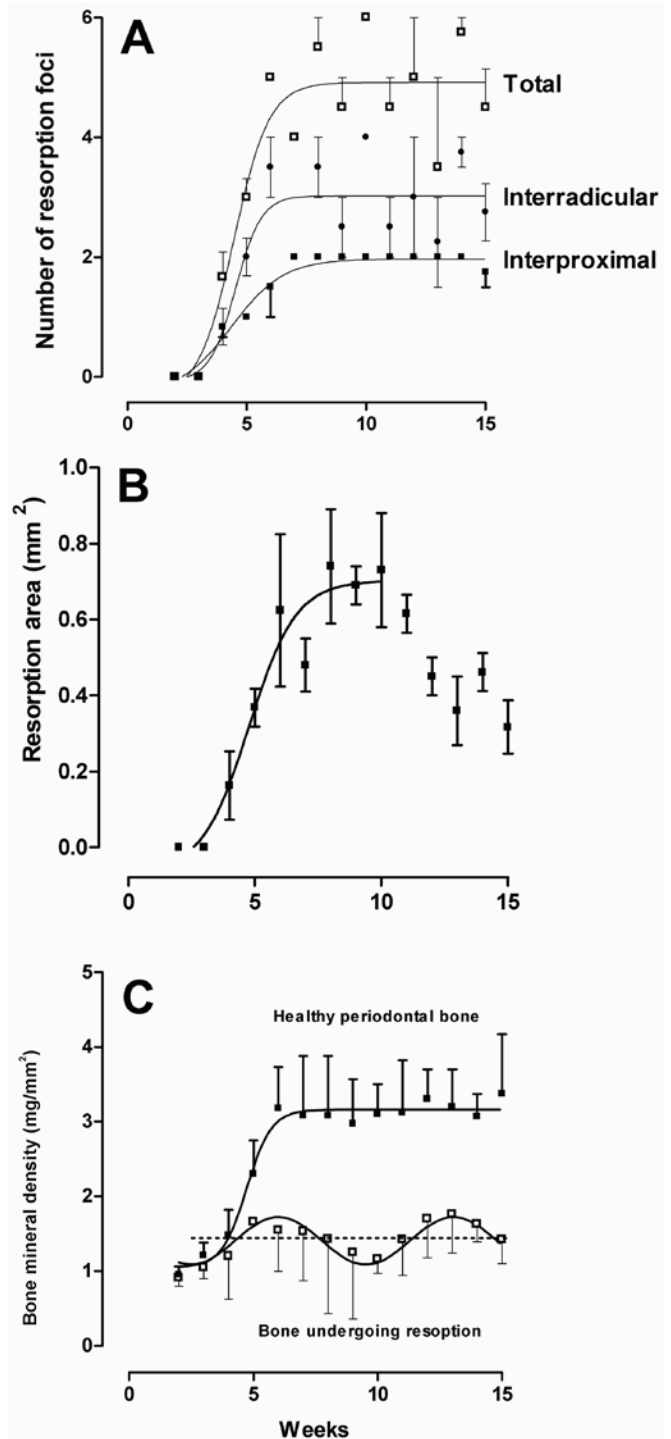 A
Number of resorption foci
6
4
2
0
Total
Interradicular
Interproximal
0 5 10 15
B
Resorption area (mm²)
1.0
0.8
0.6
0.4
0.2
0.0
0 5 10 15
C
Bone mineral density (mg/mm²)
5
4
3
2
1
0
Healthy periodontal bone
Bone undergoing resoption
0 5 10 15
Weeks